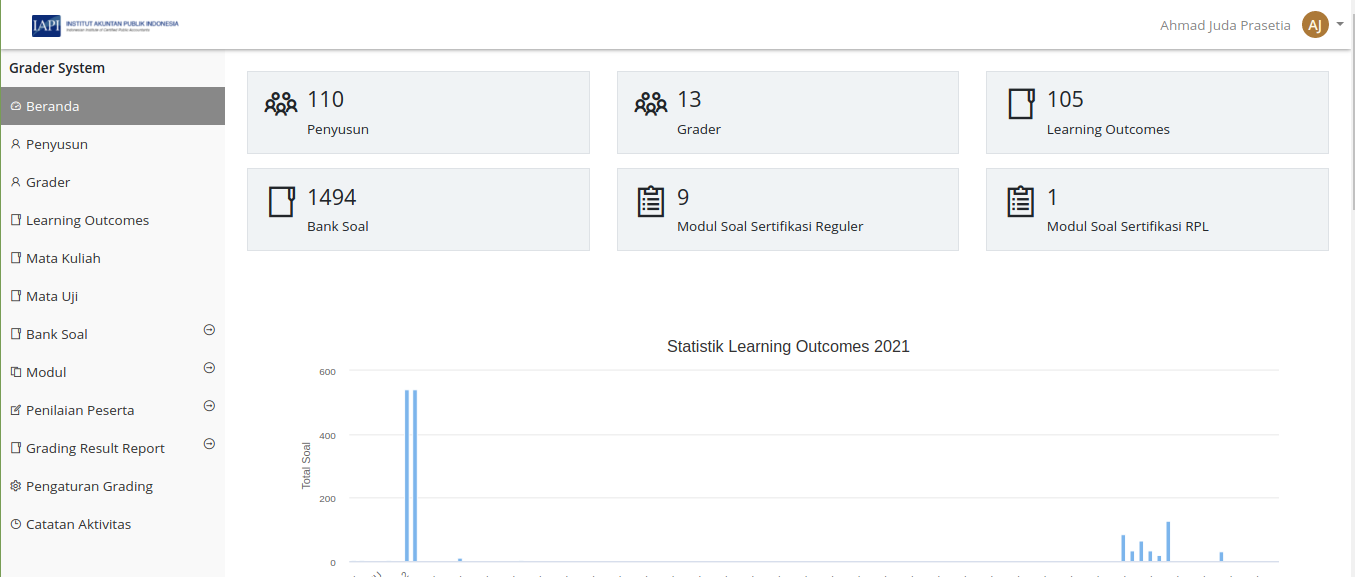 IAPI INSTITUT AKUNTAN PUBLIK INDONESIA
Indonesian Institute of Certified Public Accountants
Ahmad Juda Prasetia AJ
Grader System
Beranda
Penyusun
Grader
Learning Outcomes
Mata Kuliah
Mata Uji
Bank Soal
Modul
Penilaian Peserta
Grading Result Report
Pengaturan Grading
Catatan Aktivitas
110
Penyusun
13
Grader
105
Learning Outcomes
1494
Bank Soal
9
Modul Soal Sertifikasi Reguler
1
Modul Soal Sertifikasi RPL
Statistik Learning Outcomes 2021
Total Soal
600
400
200
0